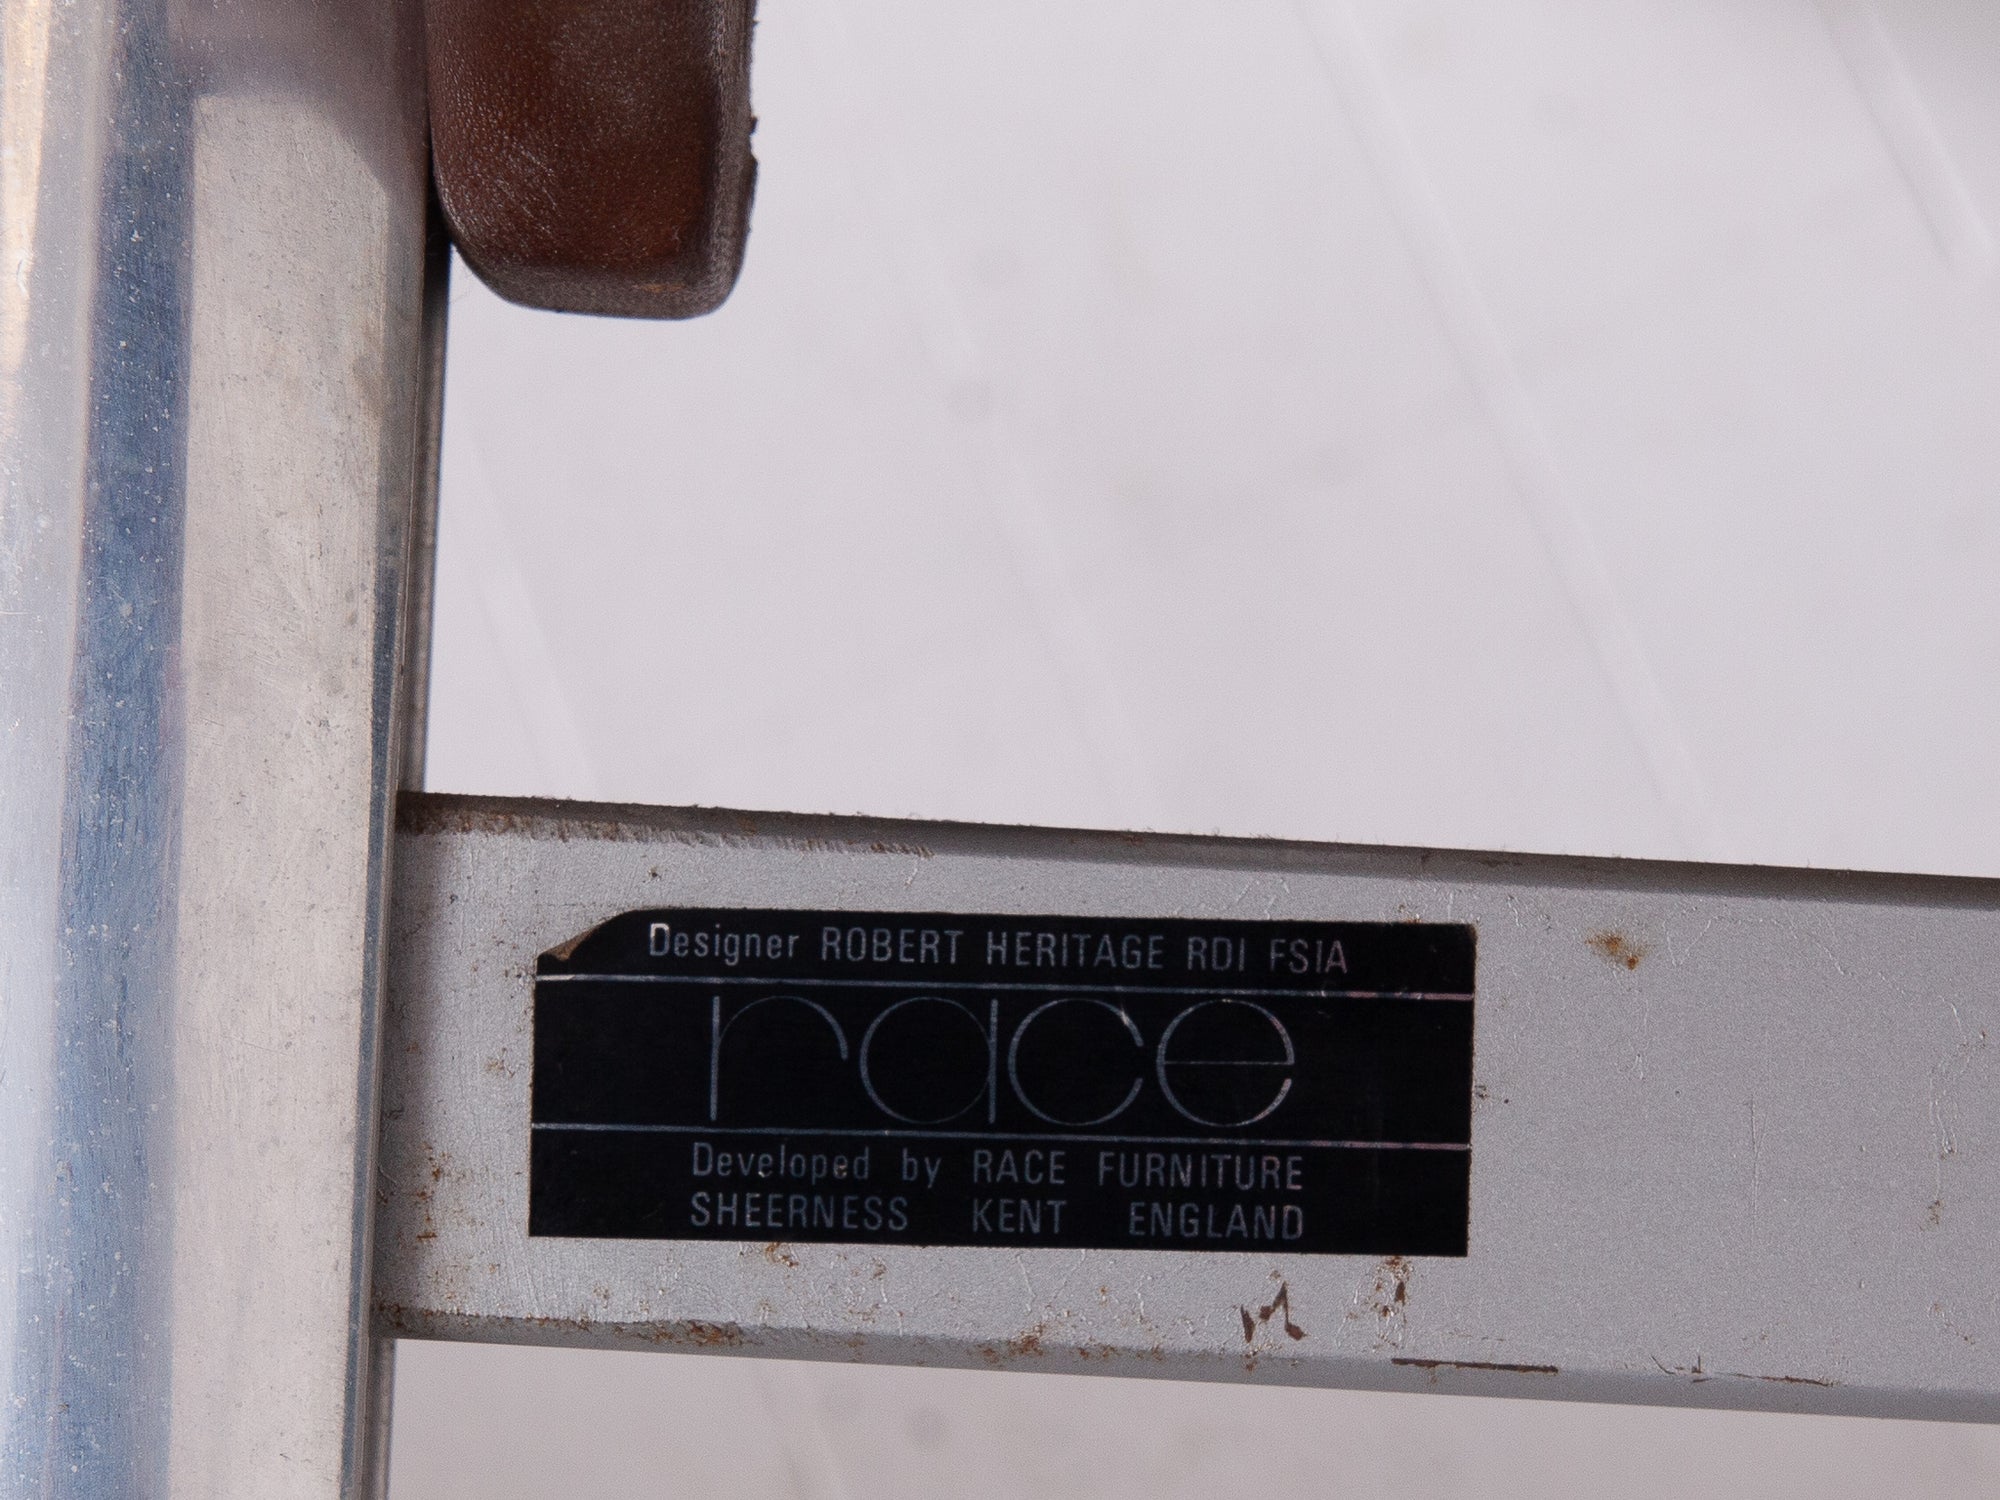 Designer ROBERT HERITAGE RDI FSIA
race
Developed by RACE FURNITURE
SHEERNESS KENT ENGLAND